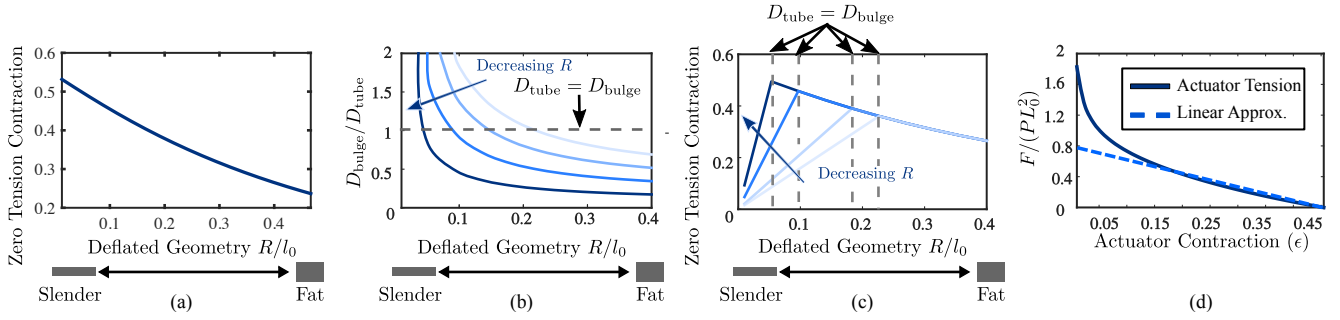 Zero Tension Contraction
0.6
0.5
0.4
0.3
0.2
0.1
0.2
0.3
0.4
Deflated Geometry R/l₀
Slender
Fat
(a)
D_bulge/D_tube
2
1.5
1
0.5
0
Decreasing R
D_tube = D_bulge
0
0.1
0.2
0.3
0.4
Deflated Geometry R/l₀
Slender
Fat
(b)
D_tube = D_bulge
Zero Tension Contraction
0.6
0.4
0.2
0
Decreasing R
0
0.1
0.2
0.3
0.4
Deflated Geometry R/l₀
Slender
Fat
(c)
F/(PL₀²)
2
1.6
1.2
0.8
0.4
0
Actuator Tension
Linear Approx.
0.05
0.15
0.25
0.35
0.45
Actuator Contraction (ϵ)
(d)